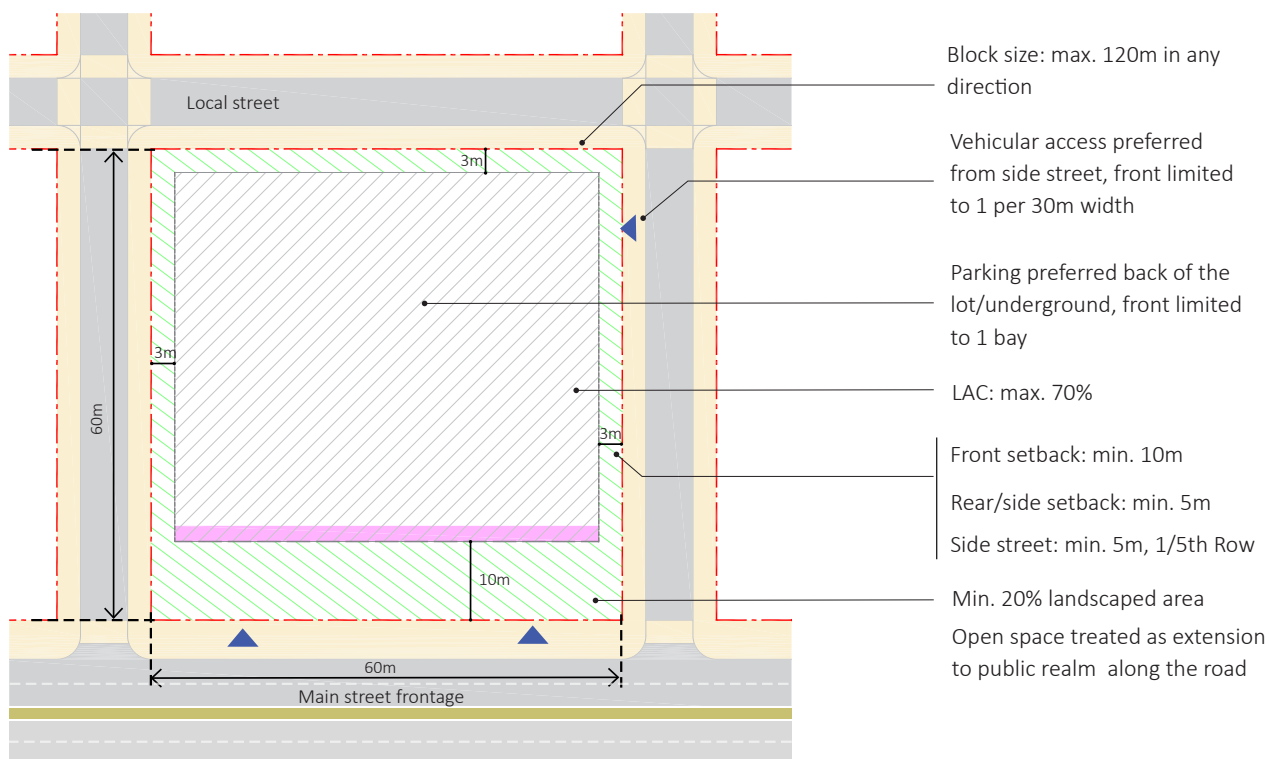 Block size: max. 120m in any
direction
Local street
Vehicular access preferred
from side street, front limited
to 1 per 30m width
3m
Parking preferred back of the
lot/underground, front limited
to 1 bay
3m
60m
LAC: max. 70%
3m
Front setback: min. 10m
Rear/side setback: min. 5m
Side street: min. 5m, 1/5th Row
10m
Min. 20% landscaped area
Open space treated as extension
to public realm along the road
60m
Main street frontage